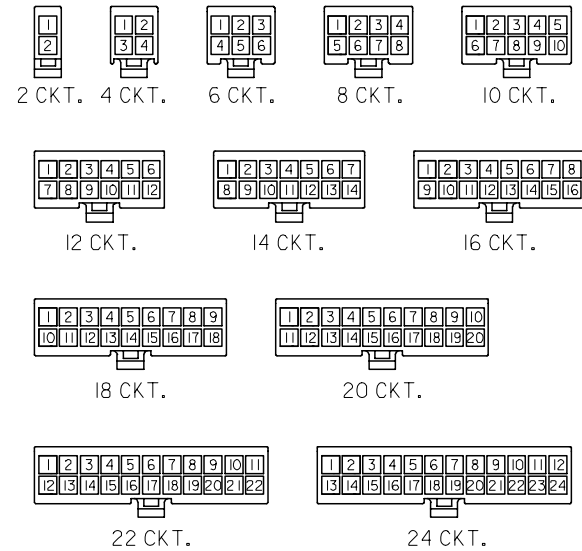 1 1 2 1 2 3 1 2 3 4 1 2 3 4 5
2 3 4 4 5 6 5 6 7 8 6 7 8 9 10
2 CKT. 4 CKT. 6 CKT. 8 CKT. 10 CKT.
1 2 3 4 5 6 1 2 3 4 5 6 7 1 2 3 4 5 6 7 8
7 8 9 10 11 12 8 9 10 11 12 13 14 9 10 11 12 13 14 15 16
12 CKT. 14 CKT. 16 CKT.
1 2 3 4 5 6 7 8 9 1 2 3 4 5 6 7 8 9 10
10 11 12 13 14 15 16 17 18 11 12 13 14 15 16 17 18 19 20
18 CKT. 20 CKT.
1 2 3 4 5 6 7 8 9 10 11 1 2 3 4 5 6 7 8 9 10 11 12
12 13 14 15 16 17 18 19 20 21 22 13 14 15 16 17 18 19 20 21 22 23 24
22 CKT. 24 CKT.